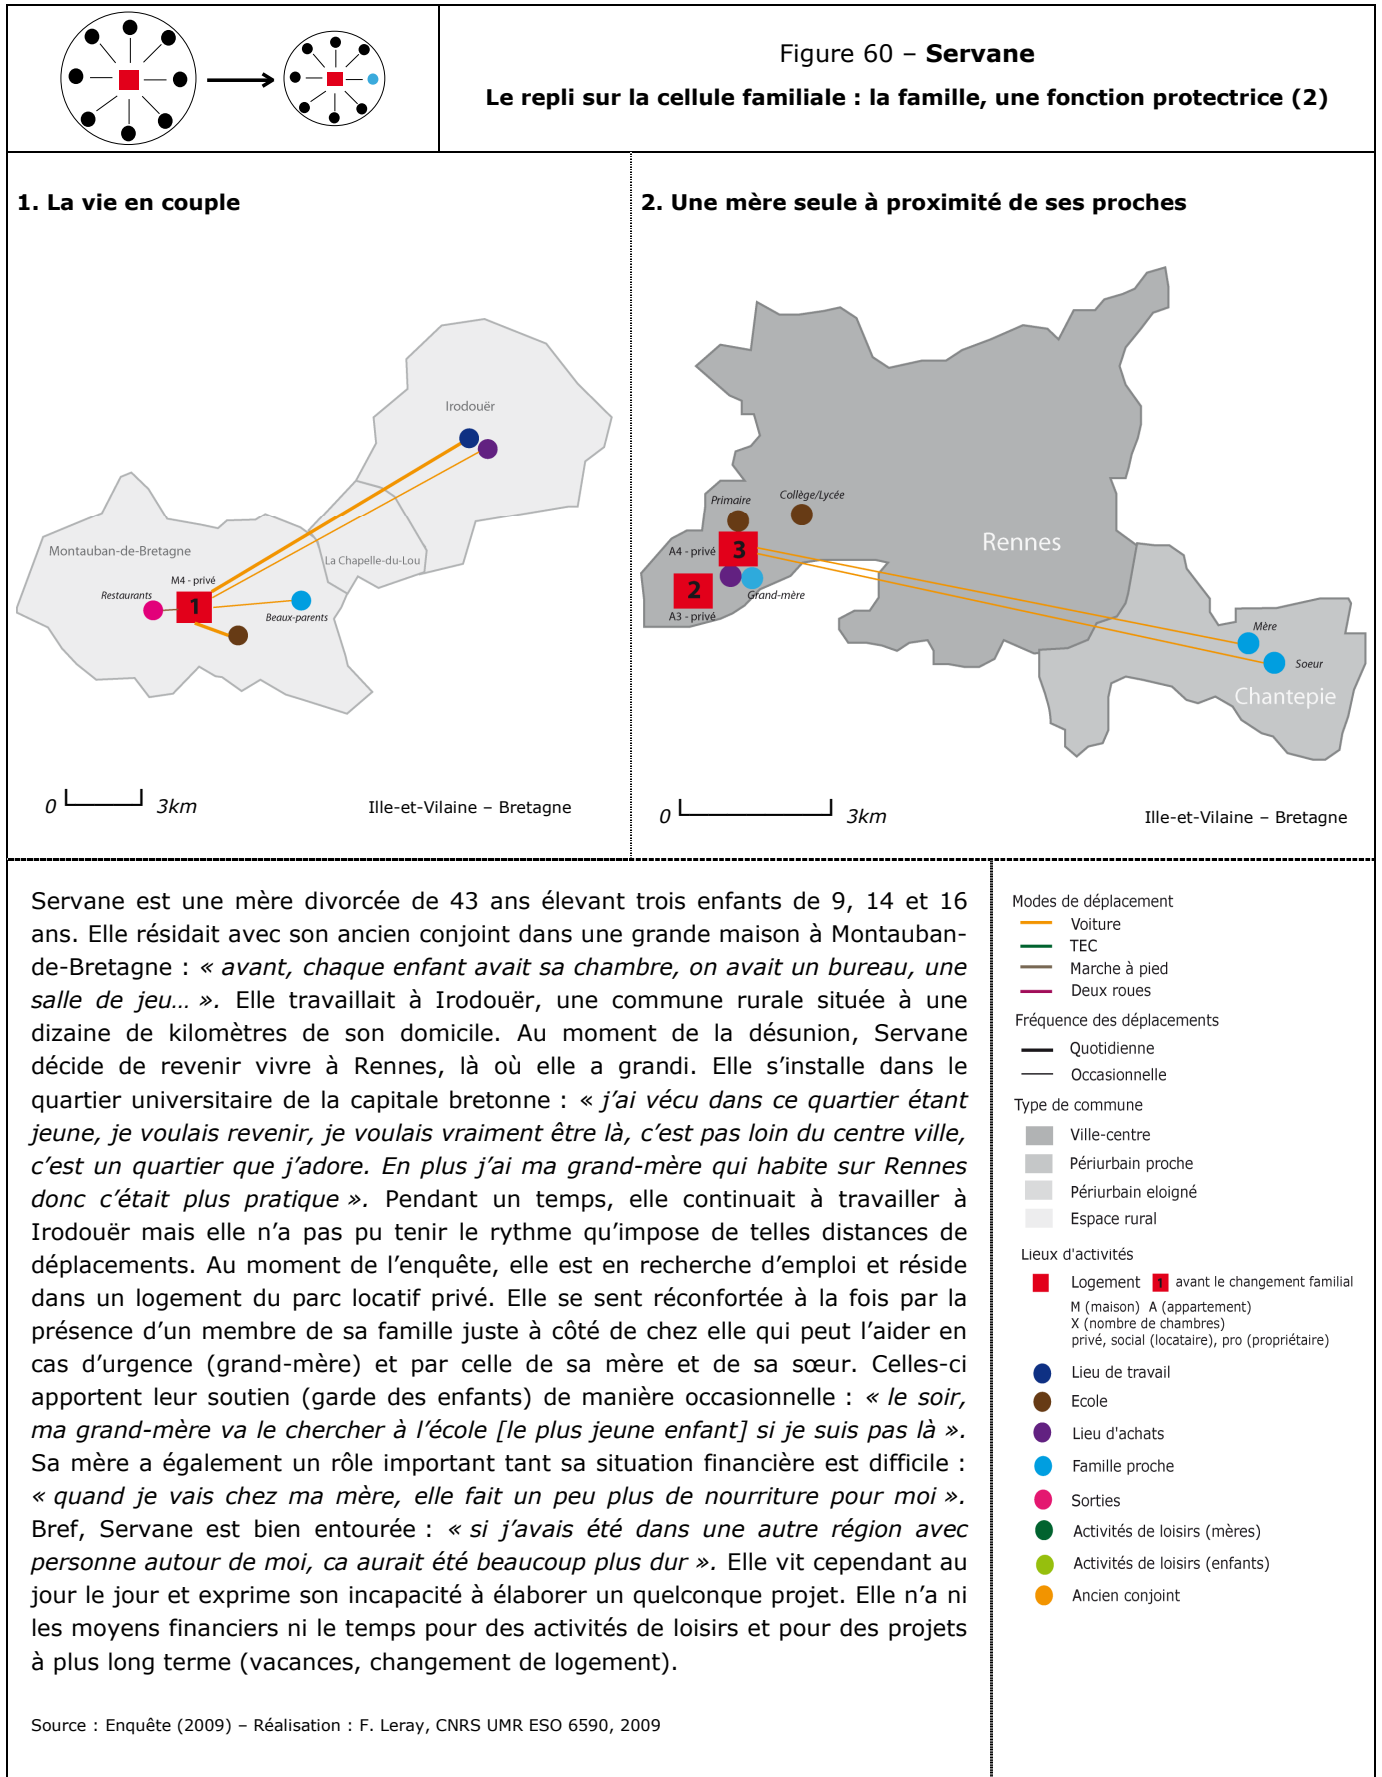 Figure 60 – Servane
Le repli sur la cellule familiale : la famille, une fonction protectrice (2)
1. La vie en couple
Irodouër
Montauban-de-Bretagne
La Chapelle-du-Lou
M4 - privé
Restaurants
1
Beaux-parents
0
3km
Ille-et-Vilaine – Bretagne
2. Une mère seule à proximité de ses proches
Primaire
Collège/Lycée
Rennes
A4 - privé
3
2
Grand-mère
A3 - privé
Mère
Soeur
Chantepie
0
3km
Ille-et-Vilaine – Bretagne
Servane est une mère divorcée de 43 ans élevant trois enfants de 9, 14 et 16
ans. Elle résidait avec son ancien conjoint dans une grande maison à Montauban-
de-Bretagne : « avant, chaque enfant avait sa chambre, on avait un bureau, une
salle de jeu… ». Elle travaillait à Irodouër, une commune rurale située à une
dizaine de kilomètres de son domicile. Au moment de la désunion, Servane
décide de revenir vivre à Rennes, là où elle a grandi. Elle s’installe dans le
quartier universitaire de la capitale bretonne : « j’ai vécu dans ce quartier étant
jeune, je voulais revenir, je voulais vraiment être là, c’est pas loin du centre ville,
c’est un quartier que j’adore. En plus j’ai ma grand-mère qui habite sur Rennes
donc c’était plus pratique ». Pendant un temps, elle continuait à travailler à
Irodouër mais elle n’a pas pu tenir le rythme qu’impose de telles distances de
déplacements. Au moment de l’enquête, elle est en recherche d’emploi et réside
dans un logement du parc locatif privé. Elle se sent réconfortée à la fois par la
présence d’un membre de sa famille juste à côté de chez elle qui peut l’aider en
cas d’urgence (grand-mère) et par celle de sa mère et de sa sœur. Celles-ci
apportent leur soutien (garde des enfants) de manière occasionnelle : « le soir,
ma grand-mère va le chercher à l’école [le plus jeune enfant] si je suis pas là ».
Sa mère a également un rôle important tant sa situation financière est difficile :
« quand je vais chez ma mère, elle fait un peu plus de nourriture pour moi ».
Bref, Servane est bien entourée : « si j’avais été dans une autre région avec
personne autour de moi, ca aurait été beaucoup plus dur ». Elle vit cependant au
jour le jour et exprime son incapacité à élaborer un quelconque projet. Elle n’a ni
les moyens financiers ni le temps pour des activités de loisirs et pour des projets
à plus long terme (vacances, changement de logement).
Source : Enquête (2009) – Réalisation : F. Leray, CNRS UMR ESO 6590, 2009
Modes de déplacement
Voiture
TEC
Marche à pied
Deux roues
Fréquence des déplacements
Quotidienne
Occasionnelle
Type de commune
Ville-centre
Périurbain proche
Périurbain eloigné
Espace rural
Lieux d'activités
Logement 1 avant le changement familial
M (maison) A (appartement)
X (nombre de chambres)
privé, social (locataire), pro (propriétaire)
Lieu de travail
Ecole
Lieu d'achats
Famille proche
Sorties
Activités de loisirs (mères)
Activités de loisirs (enfants)
Ancien conjoint